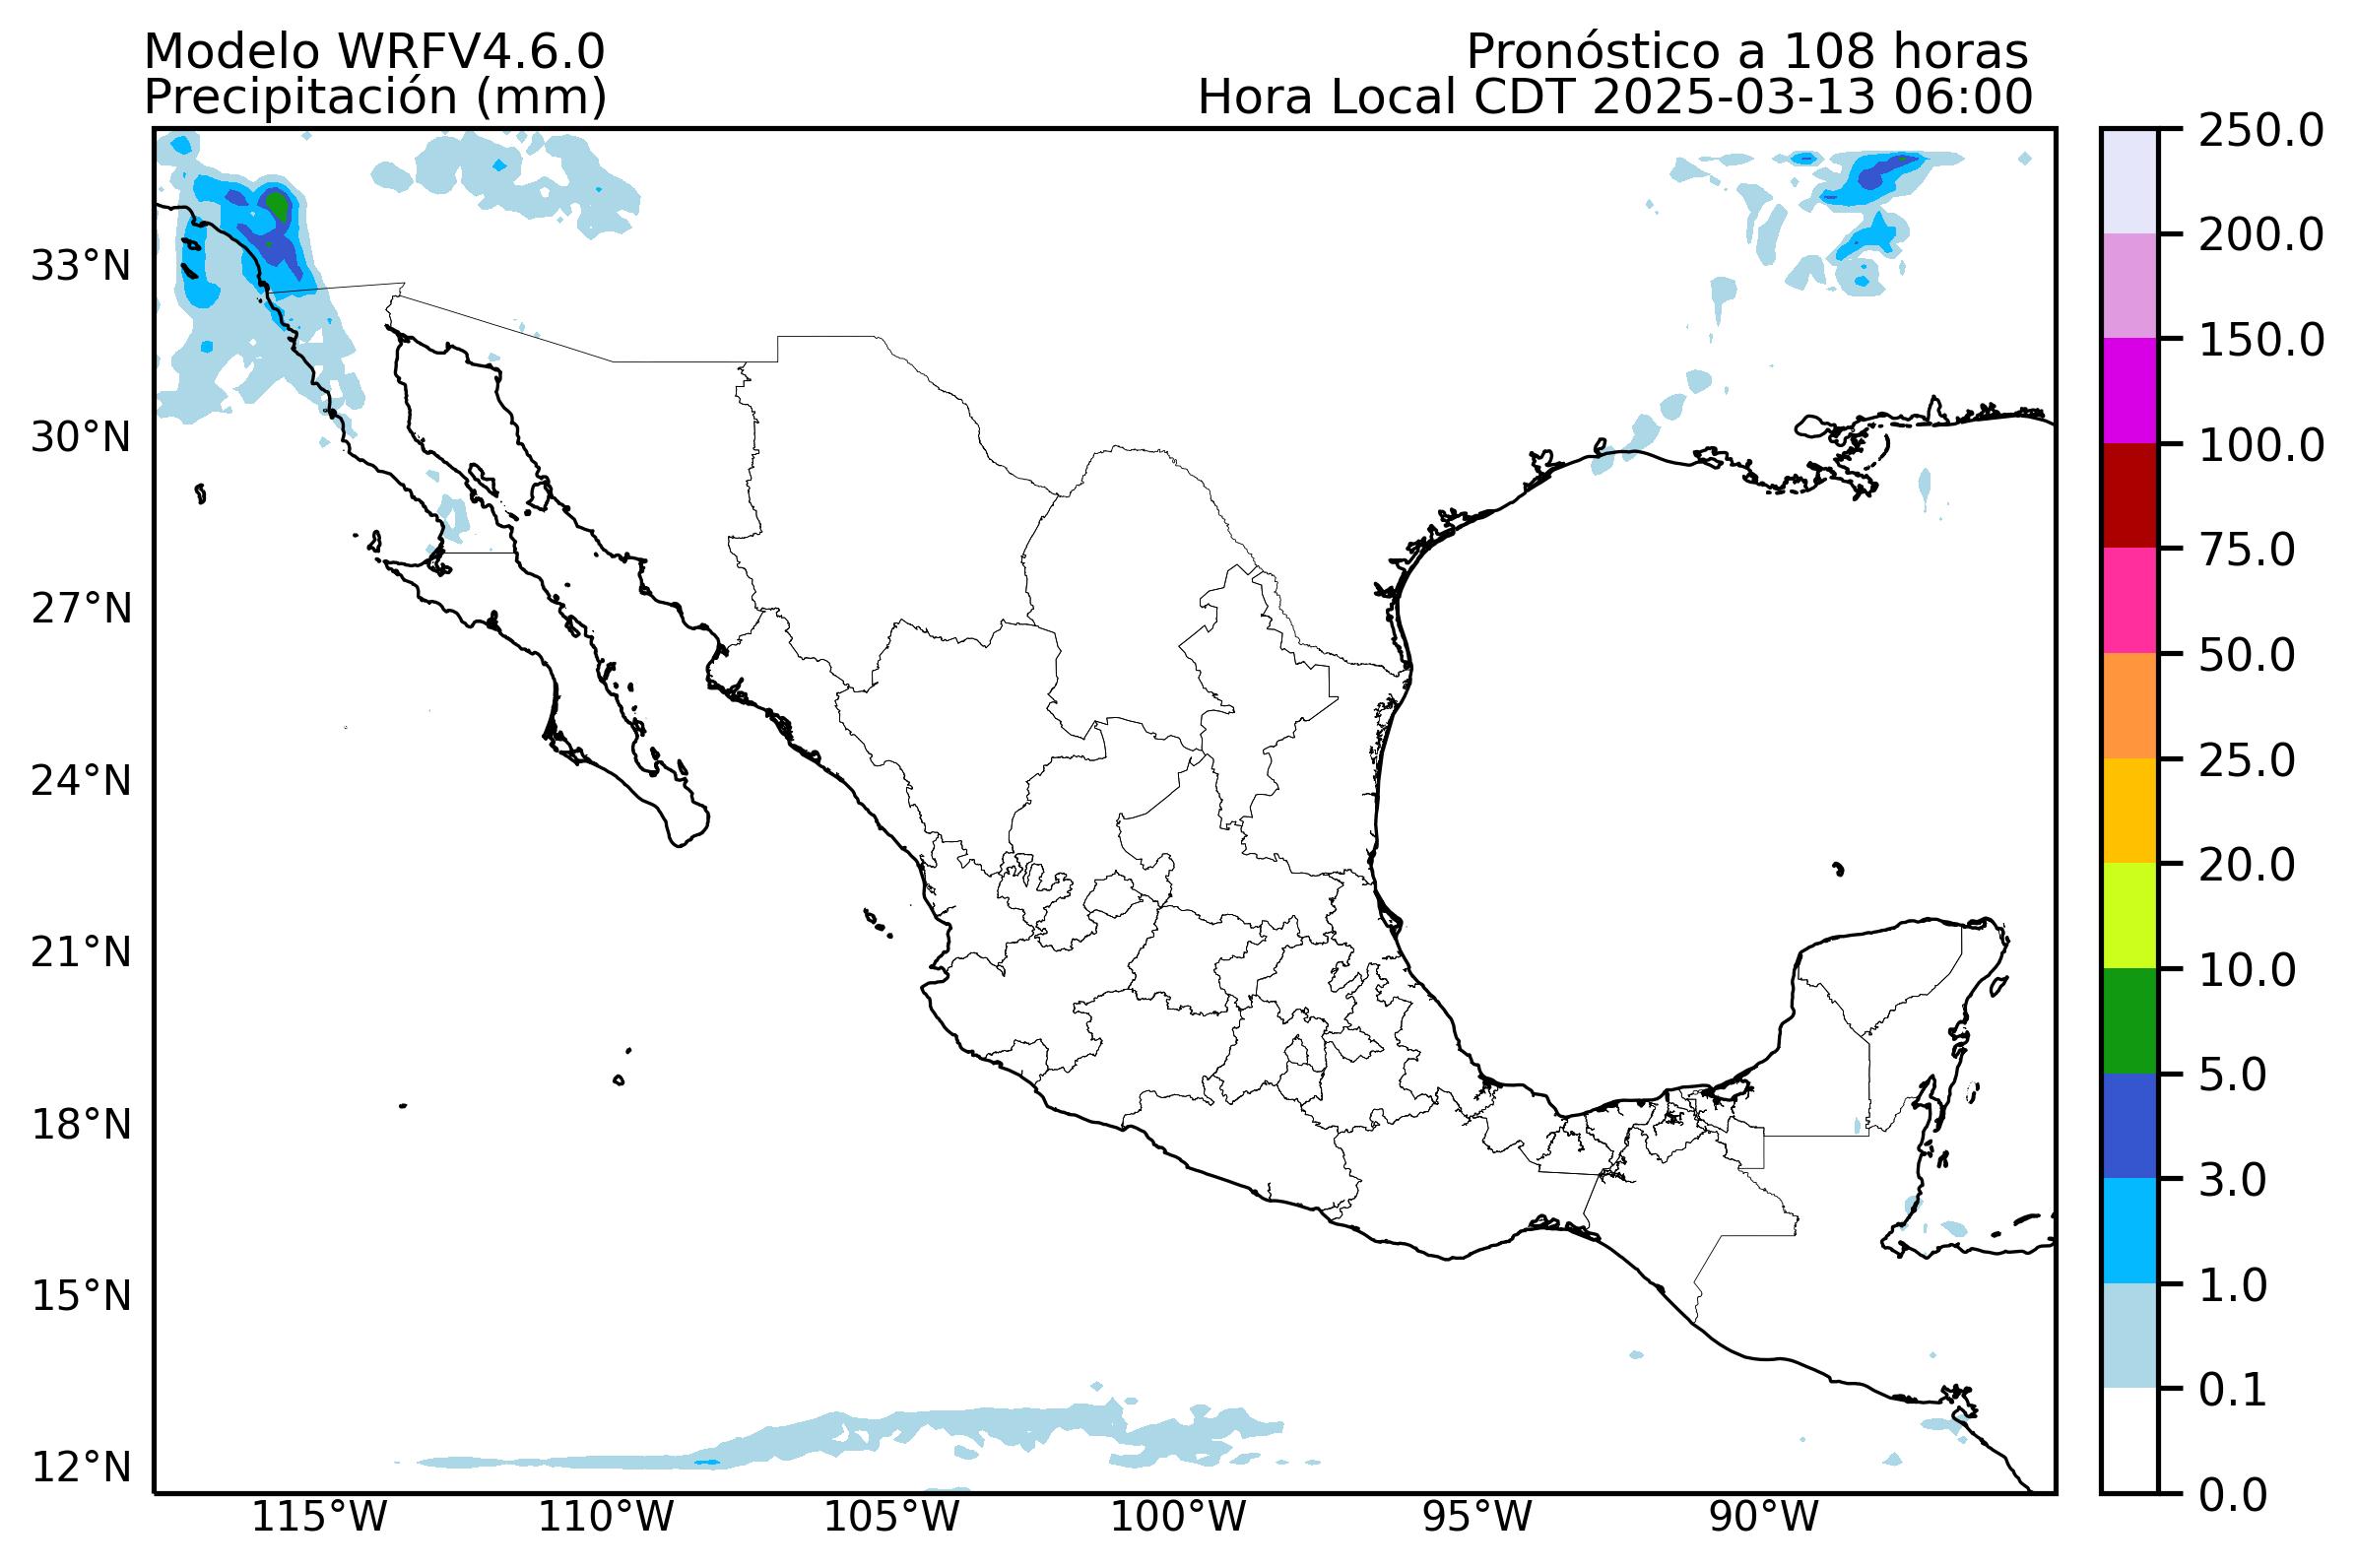 Modelo WRFV4.6.0
Precipitación (mm)
Pronóstico a 108 horas
Hora Local CDT 2025-03-13 06:00
33°N
30°N
27°N
24°N
21°N
18°N
15°N
12°N
115°W
110°W
105°W
100°W
95°W
90°W
250.0
200.0
150.0
100.0
75.0
50.0
25.0
20.0
10.0
5.0
3.0
1.0
0.1
0.0